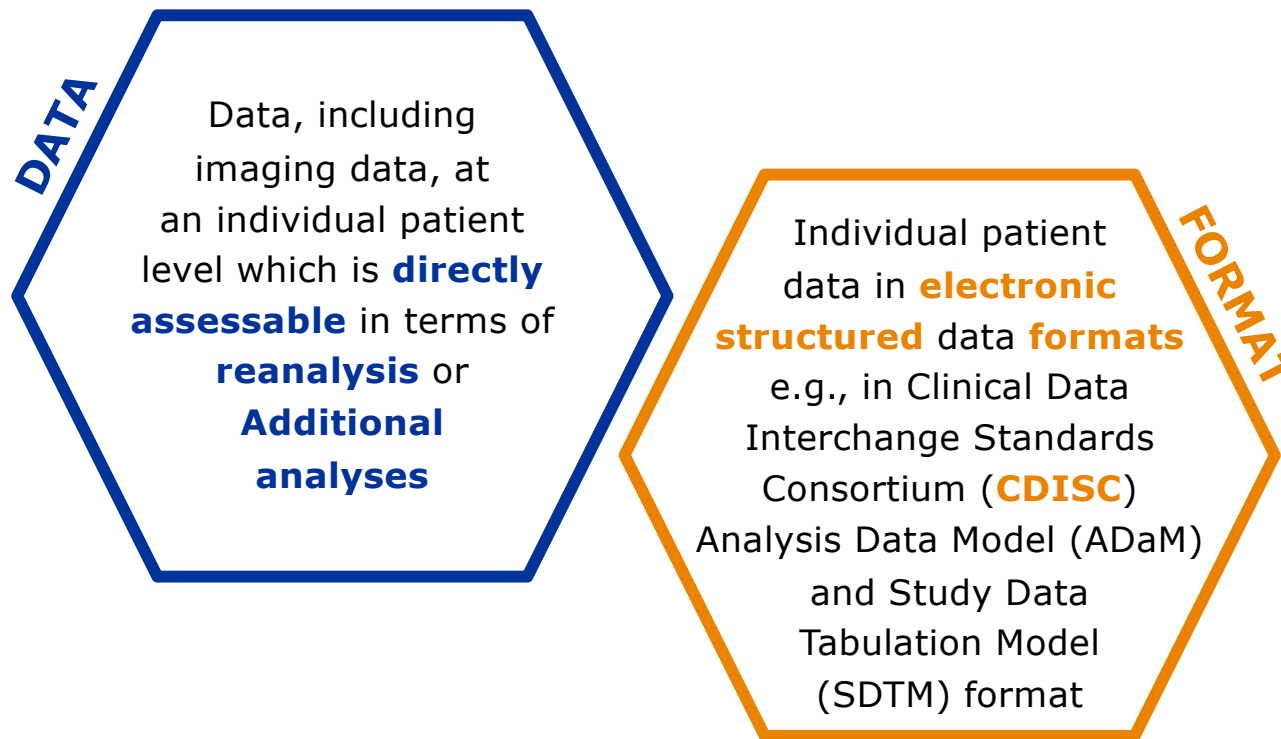 DATA
Data, including
imaging data, at
an individual patient
level which is directly
assessable in terms of
reanalysis or
Additional
analyses
FORMAT
Individual patient
data in electronic
structured data formats
e.g., in Clinical Data
Interchange Standards
Consortium (CDISC)
Analysis Data Model (ADaM)
and Study Data
Tabulation Model
(SDTM) format